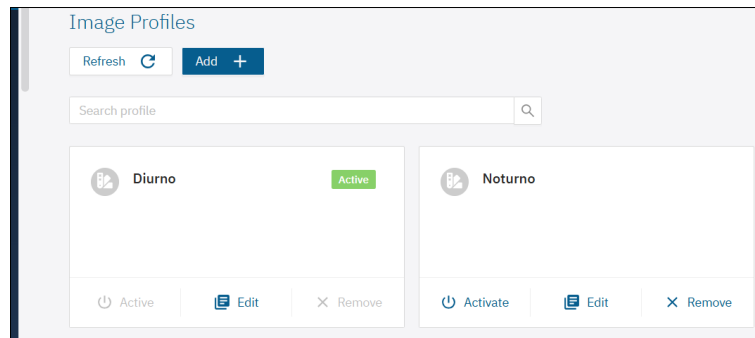 Image Profiles
Refresh
Add
Search profile
Diurno
Active
Noturno
Active
Edit
Remove
Activate
Edit
Remove